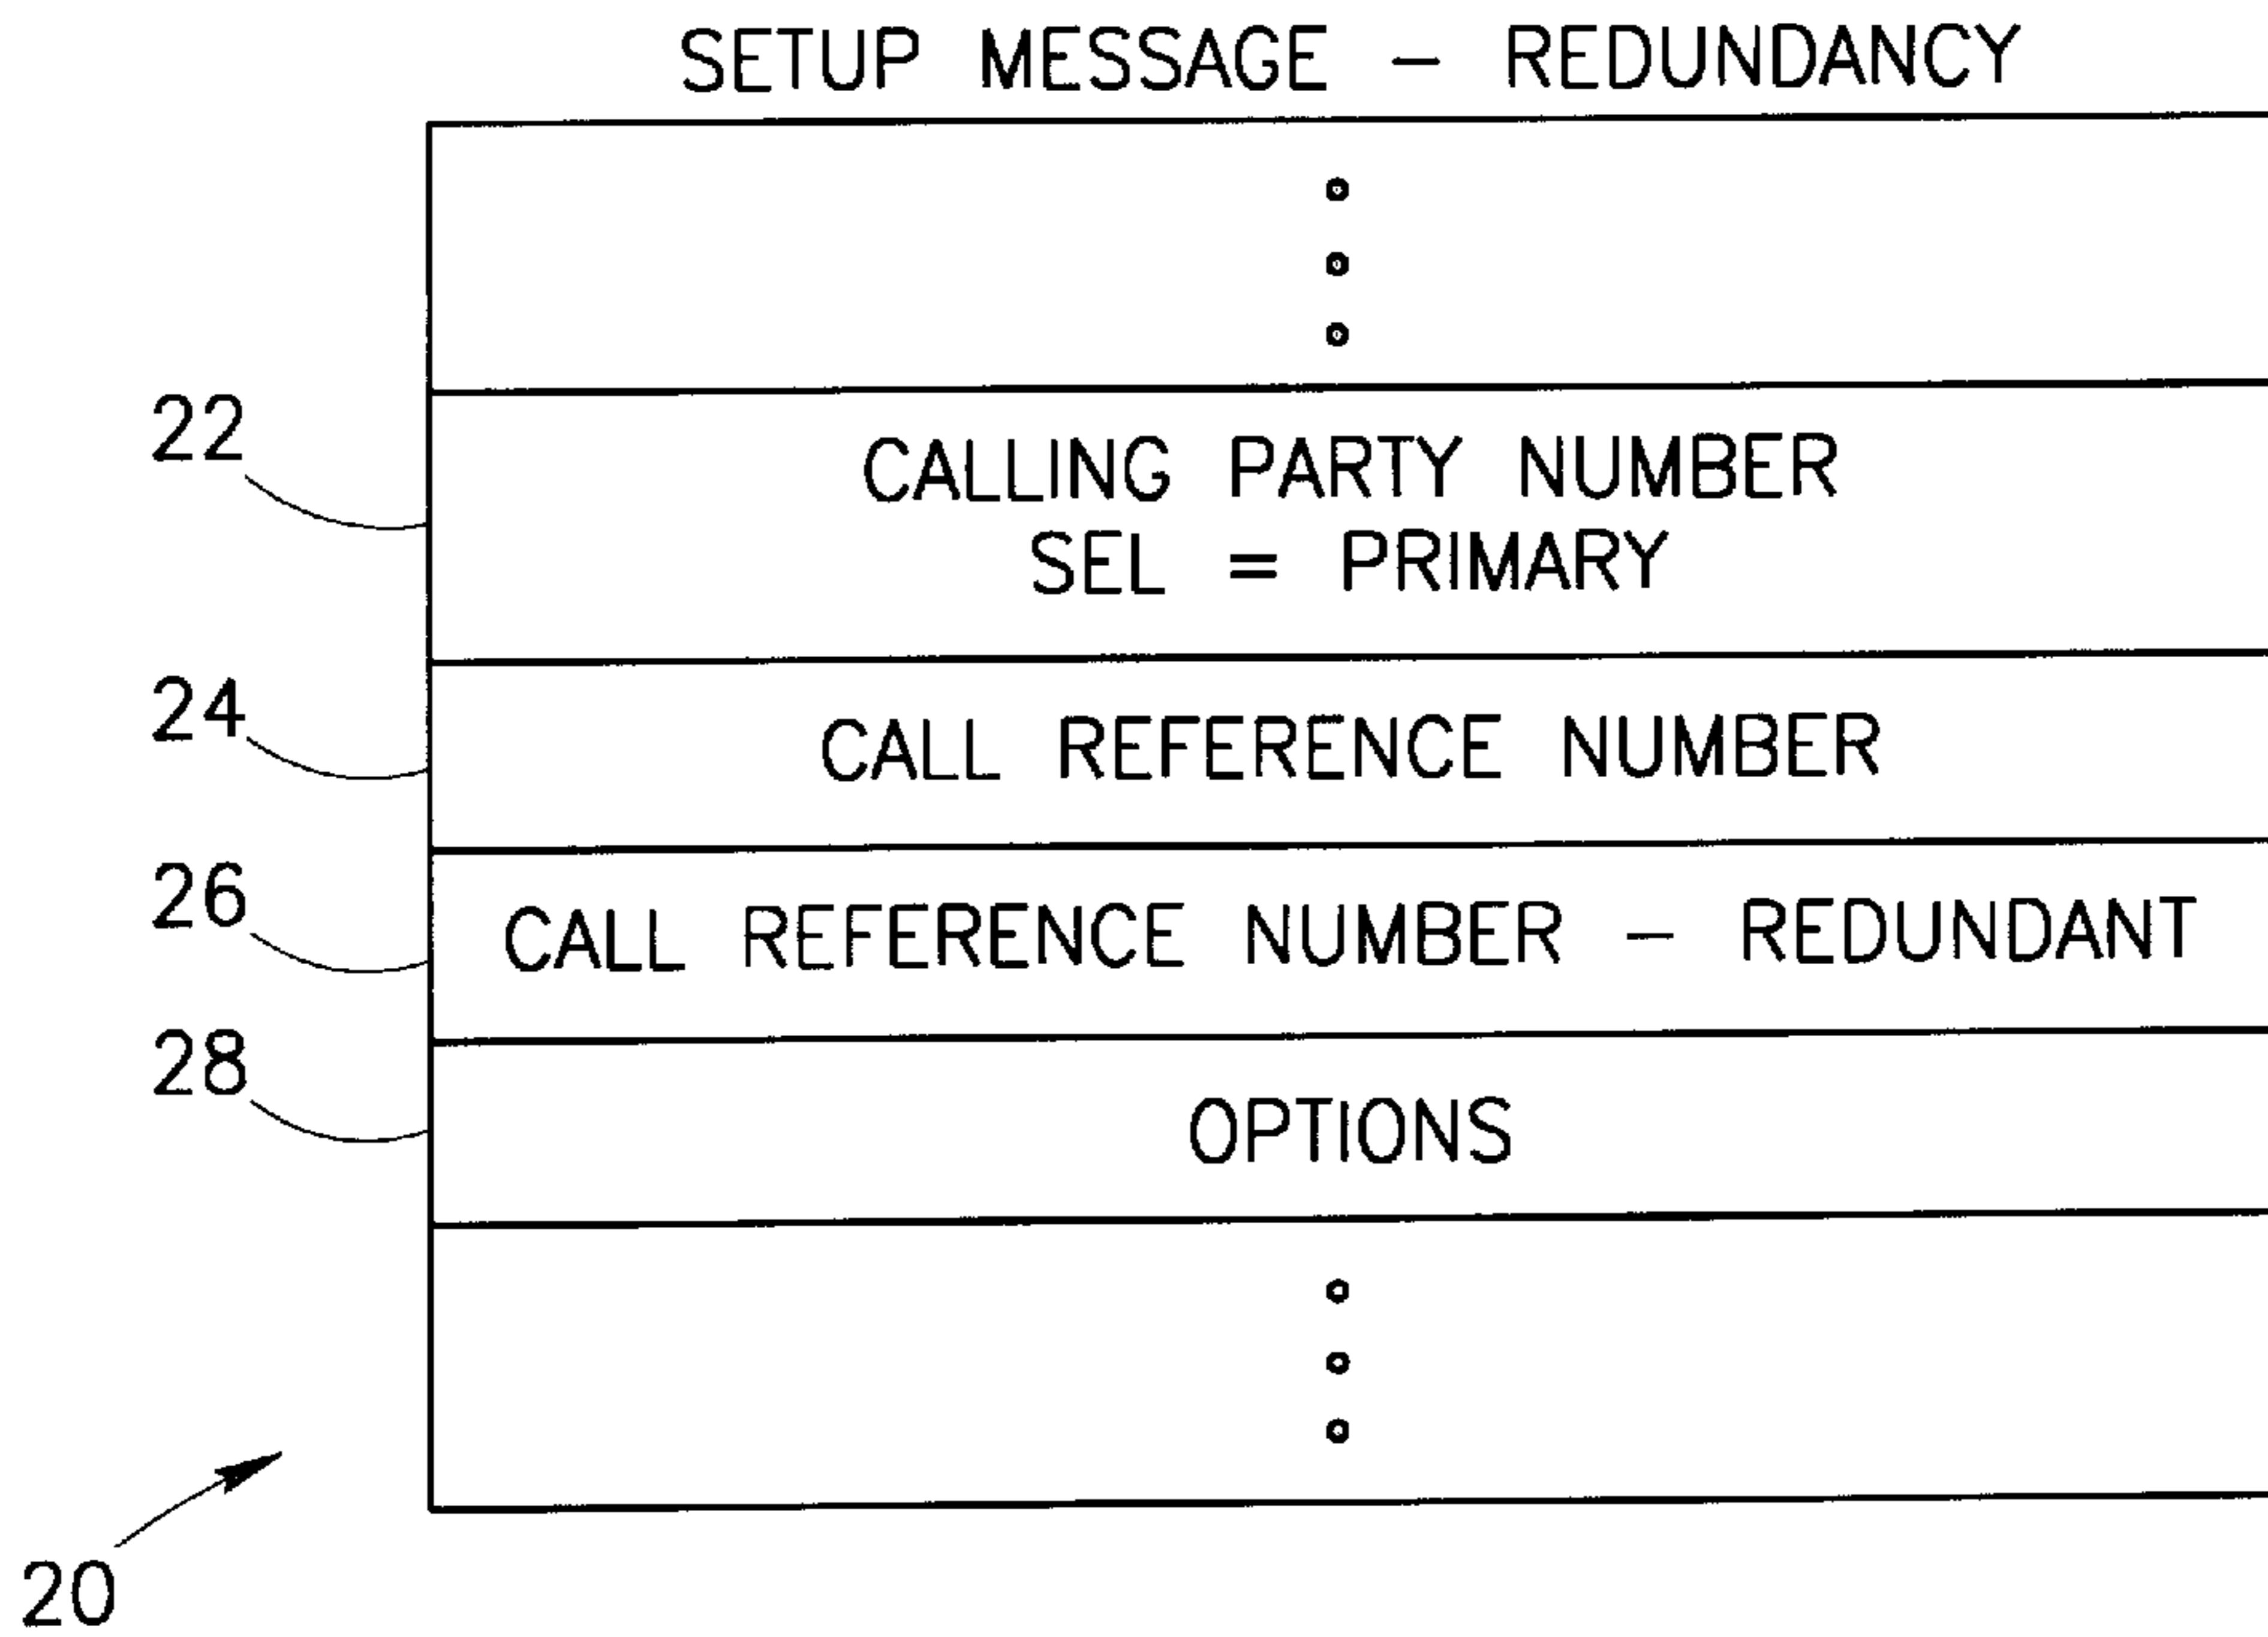 SETUP MESSAGE – REDUNDANCY
22
CALLING PARTY NUMBER
SEL = PRIMARY
24
CALL REFERENCE NUMBER
26
CALL REFERENCE NUMBER – REDUNDANT
28
OPTIONS
20